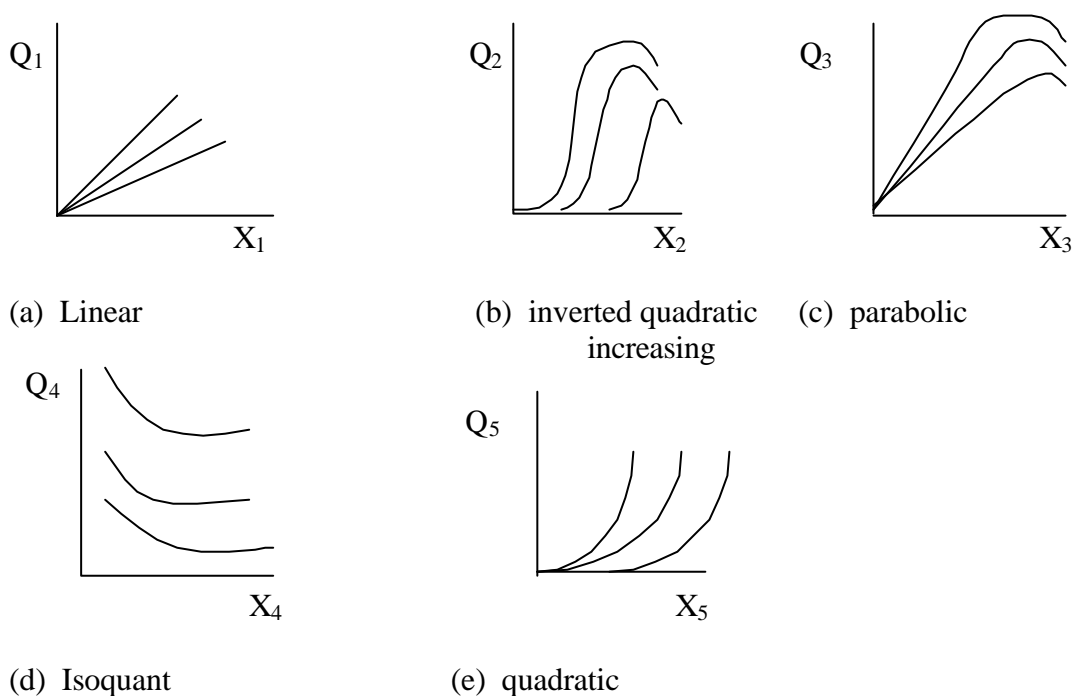 Q₁
X₁
(a) Linear
Q₂
X₂
(b) inverted quadratic
increasing
Q₃
X₃
(c) parabolic
Q₄
X₄
(d) Isoquant
Q₅
X₅
(e) quadratic